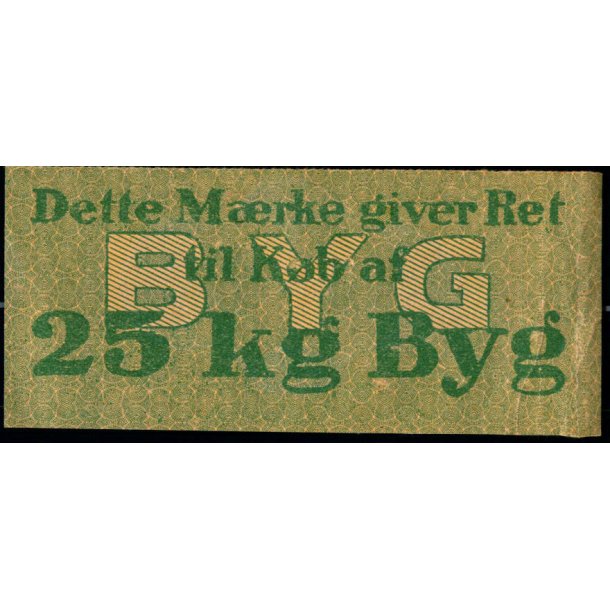 Dette Mærke giver Ret
BYG
til Køb af
25 kg Byg